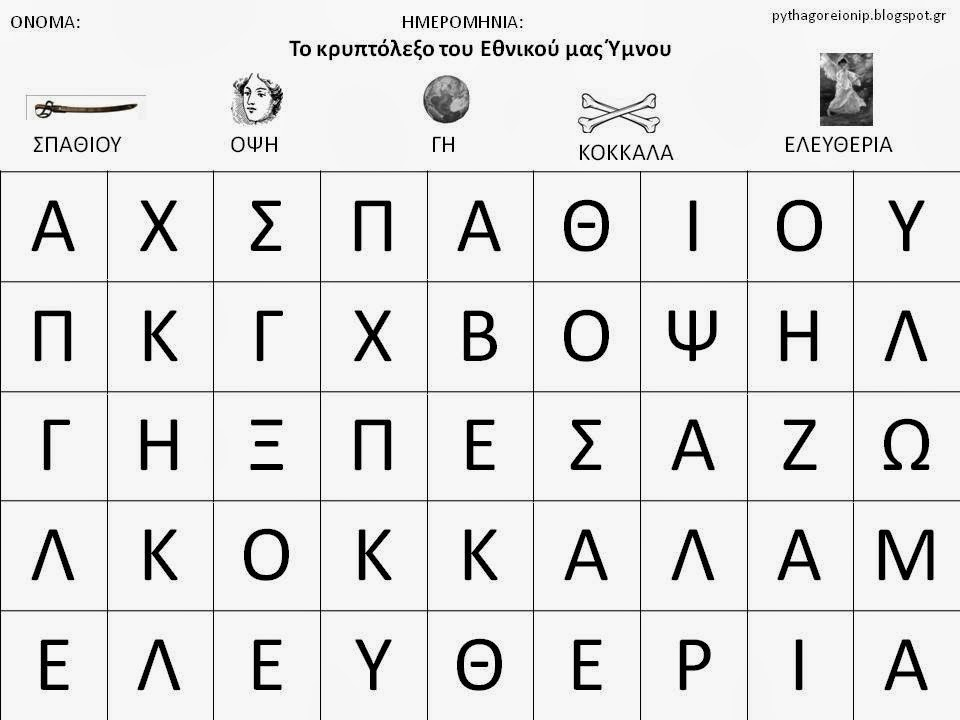 ΟΝΟΜΑ: ΗΜΕΡΟΜΗΝΙΑ: pythagoreionip.blogspot.gr
Το κρυπτόλεξο του Εθνικού μας Ύμνου
ΣΠΑΘΙΟΥ ΟΨΗ ΓΗ ΚΟΚΚΑΛΑ ΕΛΕΥΘΕΡΙΑ
Α Χ Σ Π Α Θ Ι Ο Υ
Π Κ Γ Χ Β Ο Ψ Η Λ
Γ Η Ξ Π Ε Σ Α Ζ Ω
Λ Κ Ο Κ Κ Α Λ Α Μ
Ε Λ Ε Υ Θ Ε Ρ Ι Α